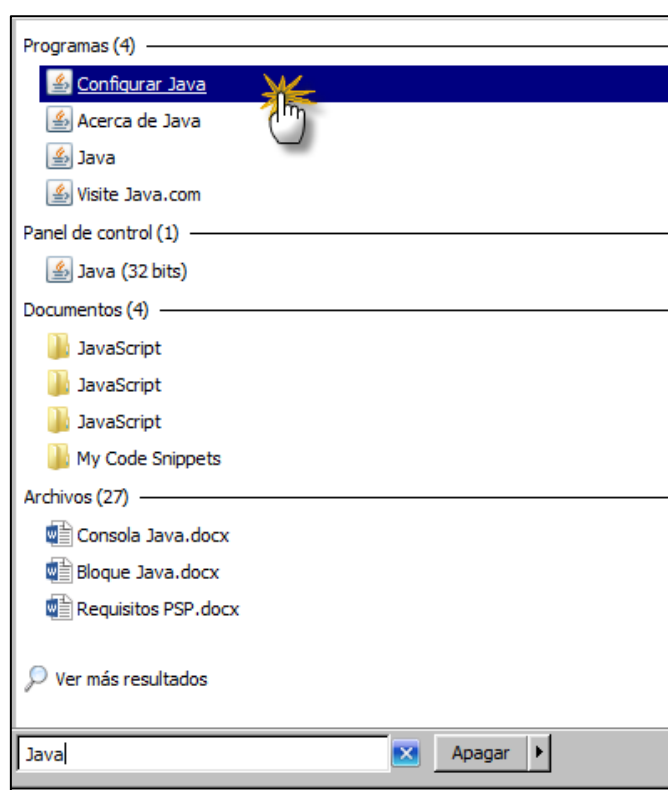 Programas (4)
Configurar Java
Acerca de Java
Java
Visite Java.com
Panel de control (1)
Java (32 bits)
Documentos (4)
JavaScript
JavaScript
JavaScript
My Code Snippets
Archivos (27)
Consola Java.docx
Bloque Java.docx
Requisitos PSP.docx
Ver más resultados
Java Apagar